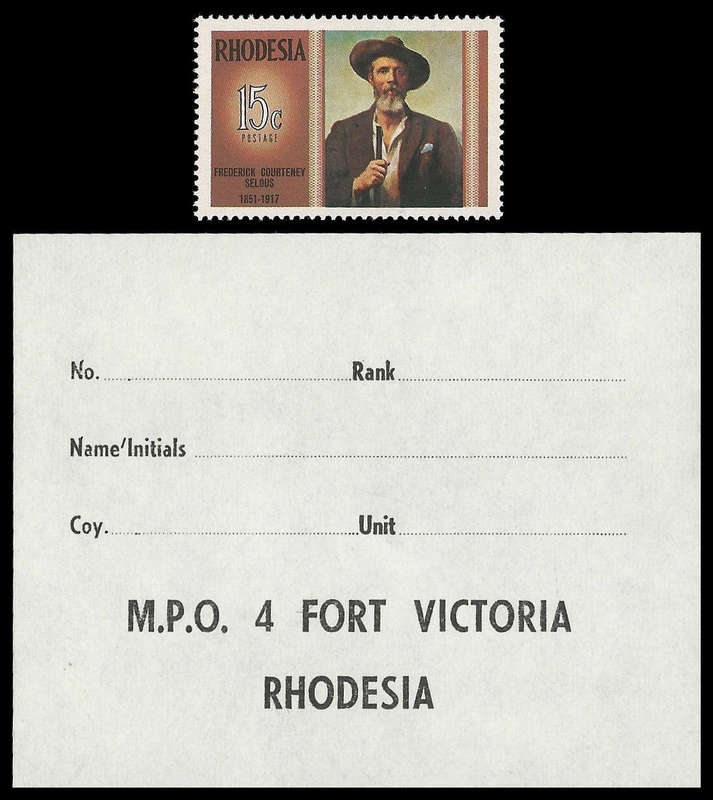 RHODESIA
15c
POSTAGE
FREDERICK COURTENEY
SELOUS
1851-1917
No. Rank
Name/Initials
Coy. Unit
M.P.O. 4 FORT VICTORIA
RHODESIA